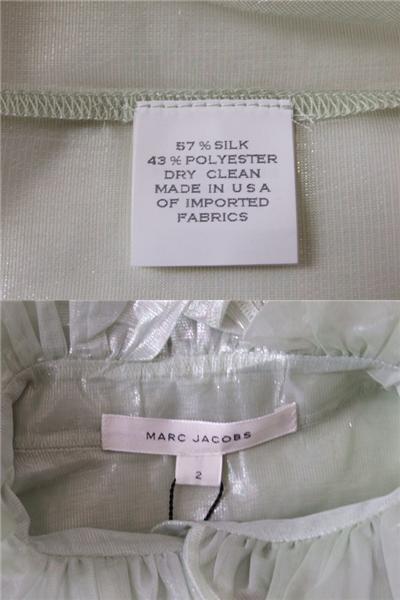 57 % SILK
43 % POLYESTER
DRY CLEAN
MADE IN U S A
OF IMPORTED
FABRICS
MARC JACOBS
2